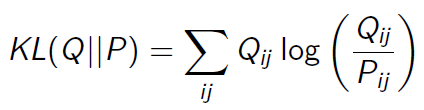 KL(Q||P) = ∑_{ij} Q_{ij} log (Q_{ij} / P_{ij})